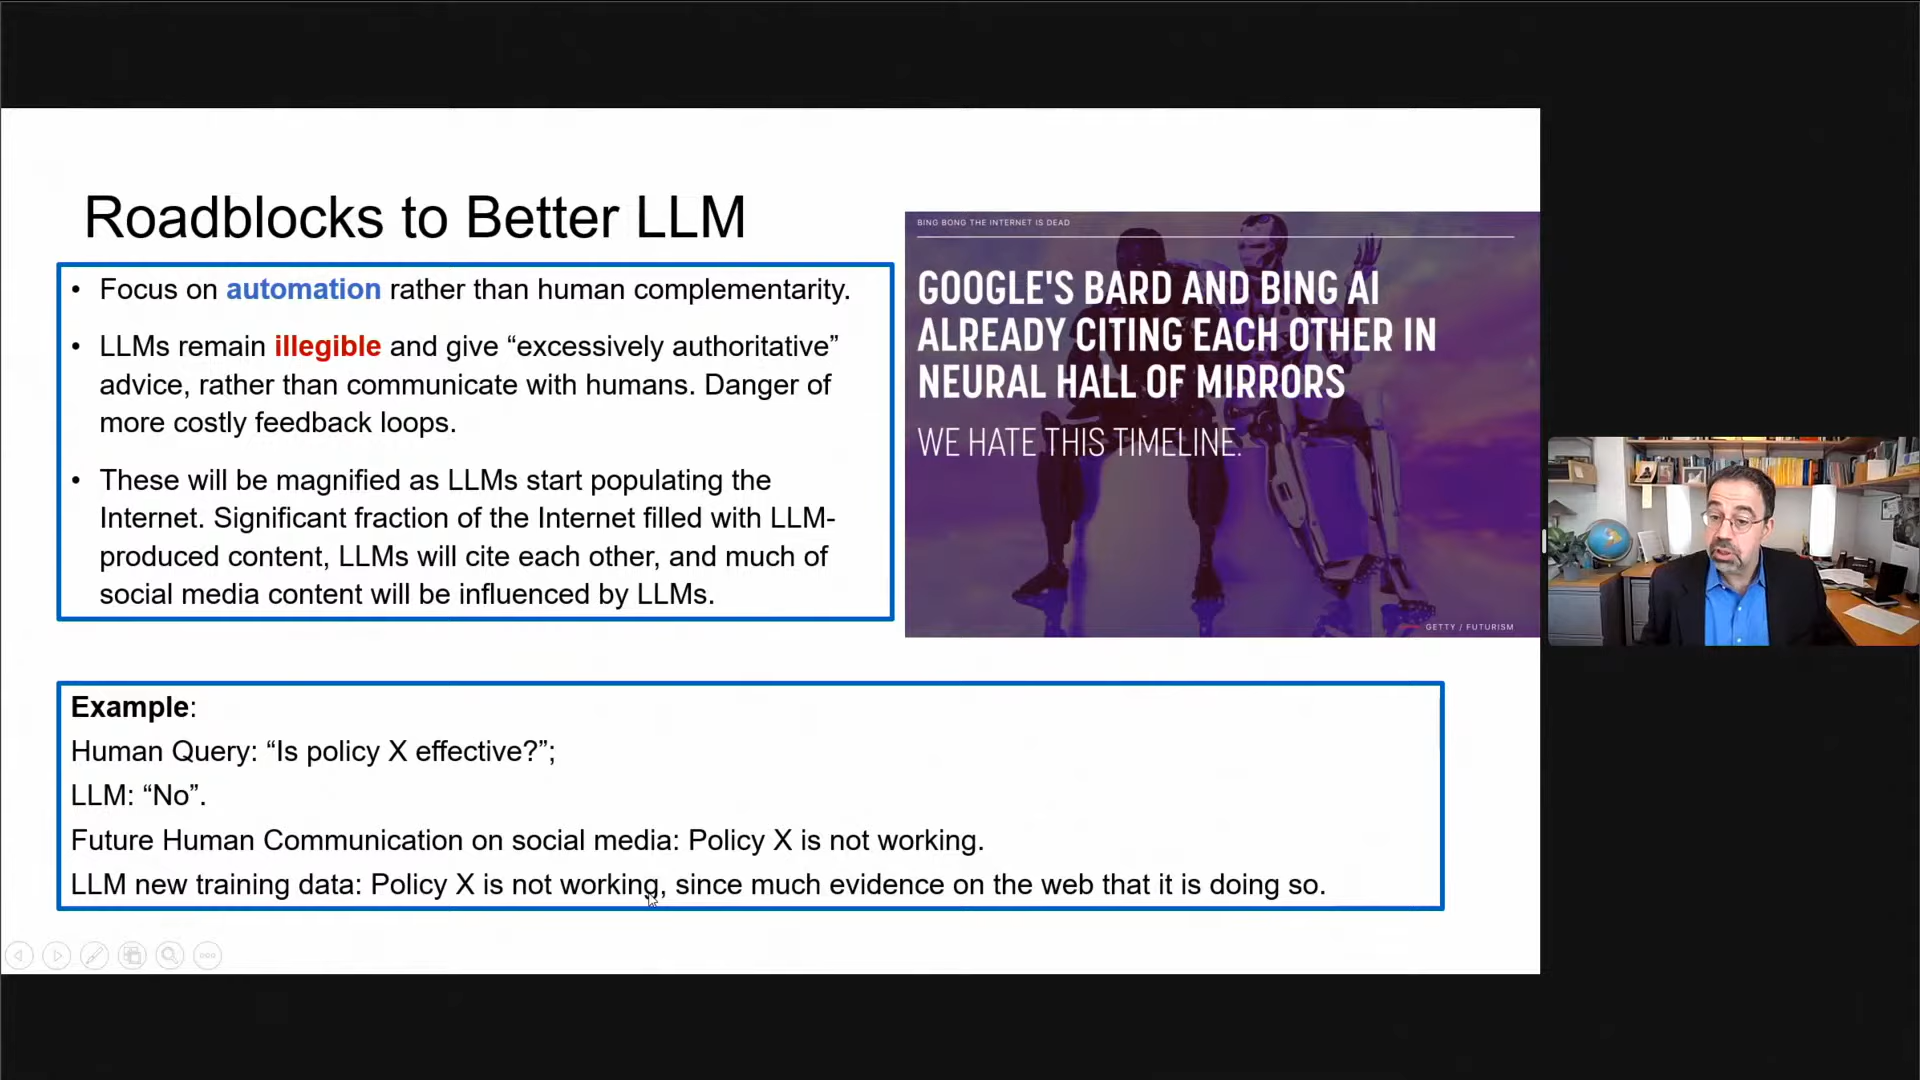 Roadblocks to Better LLM
• Focus on automation rather than human complementarity.
• LLMs remain illegible and give “excessively authoritative”
advice, rather than communicate with humans. Danger of
more costly feedback loops.
• These will be magnified as LLMs start populating the
Internet. Significant fraction of the Internet filled with LLM-
produced content, LLMs will cite each other, and much of
social media content will be influenced by LLMs.
BING BONG THE INTERNET IS DEAD
GOOGLE'S BARD AND BING AI
ALREADY CITING EACH OTHER IN
NEURAL HALL OF MIRRORS
WE HATE THIS TIMELINE.
GETTY / FUTURISM
Example:
Human Query: “Is policy X effective?”;
LLM: “No”.
Future Human Communication on social media: Policy X is not working.
LLM new training data: Policy X is not working, since much evidence on the web that it is doing so.